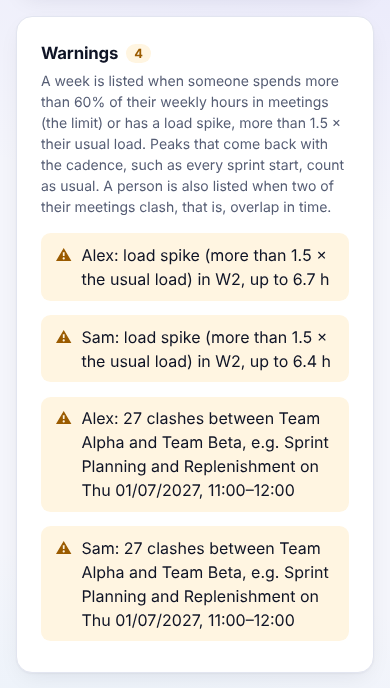 Warnings 4
A week is listed when someone spends more
than 60% of their weekly hours in meetings
(the limit) or has a load spike, more than 1.5 ×
their usual load. Peaks that come back with
the cadence, such as every sprint start, count
as usual. A person is also listed when two of
their meetings clash, that is, overlap in time.
Alex: load spike (more than 1.5 ×
the usual load) in W2, up to 6.7 h
Sam: load spike (more than 1.5 ×
the usual load) in W2, up to 6.4 h
Alex: 27 clashes between Team
Alpha and Team Beta, e.g. Sprint
Planning and Replenishment on
Thu 01/07/2027, 11:00–12:00
Sam: 27 clashes between Team
Alpha and Team Beta, e.g. Sprint
Planning and Replenishment on
Thu 01/07/2027, 11:00–12:00